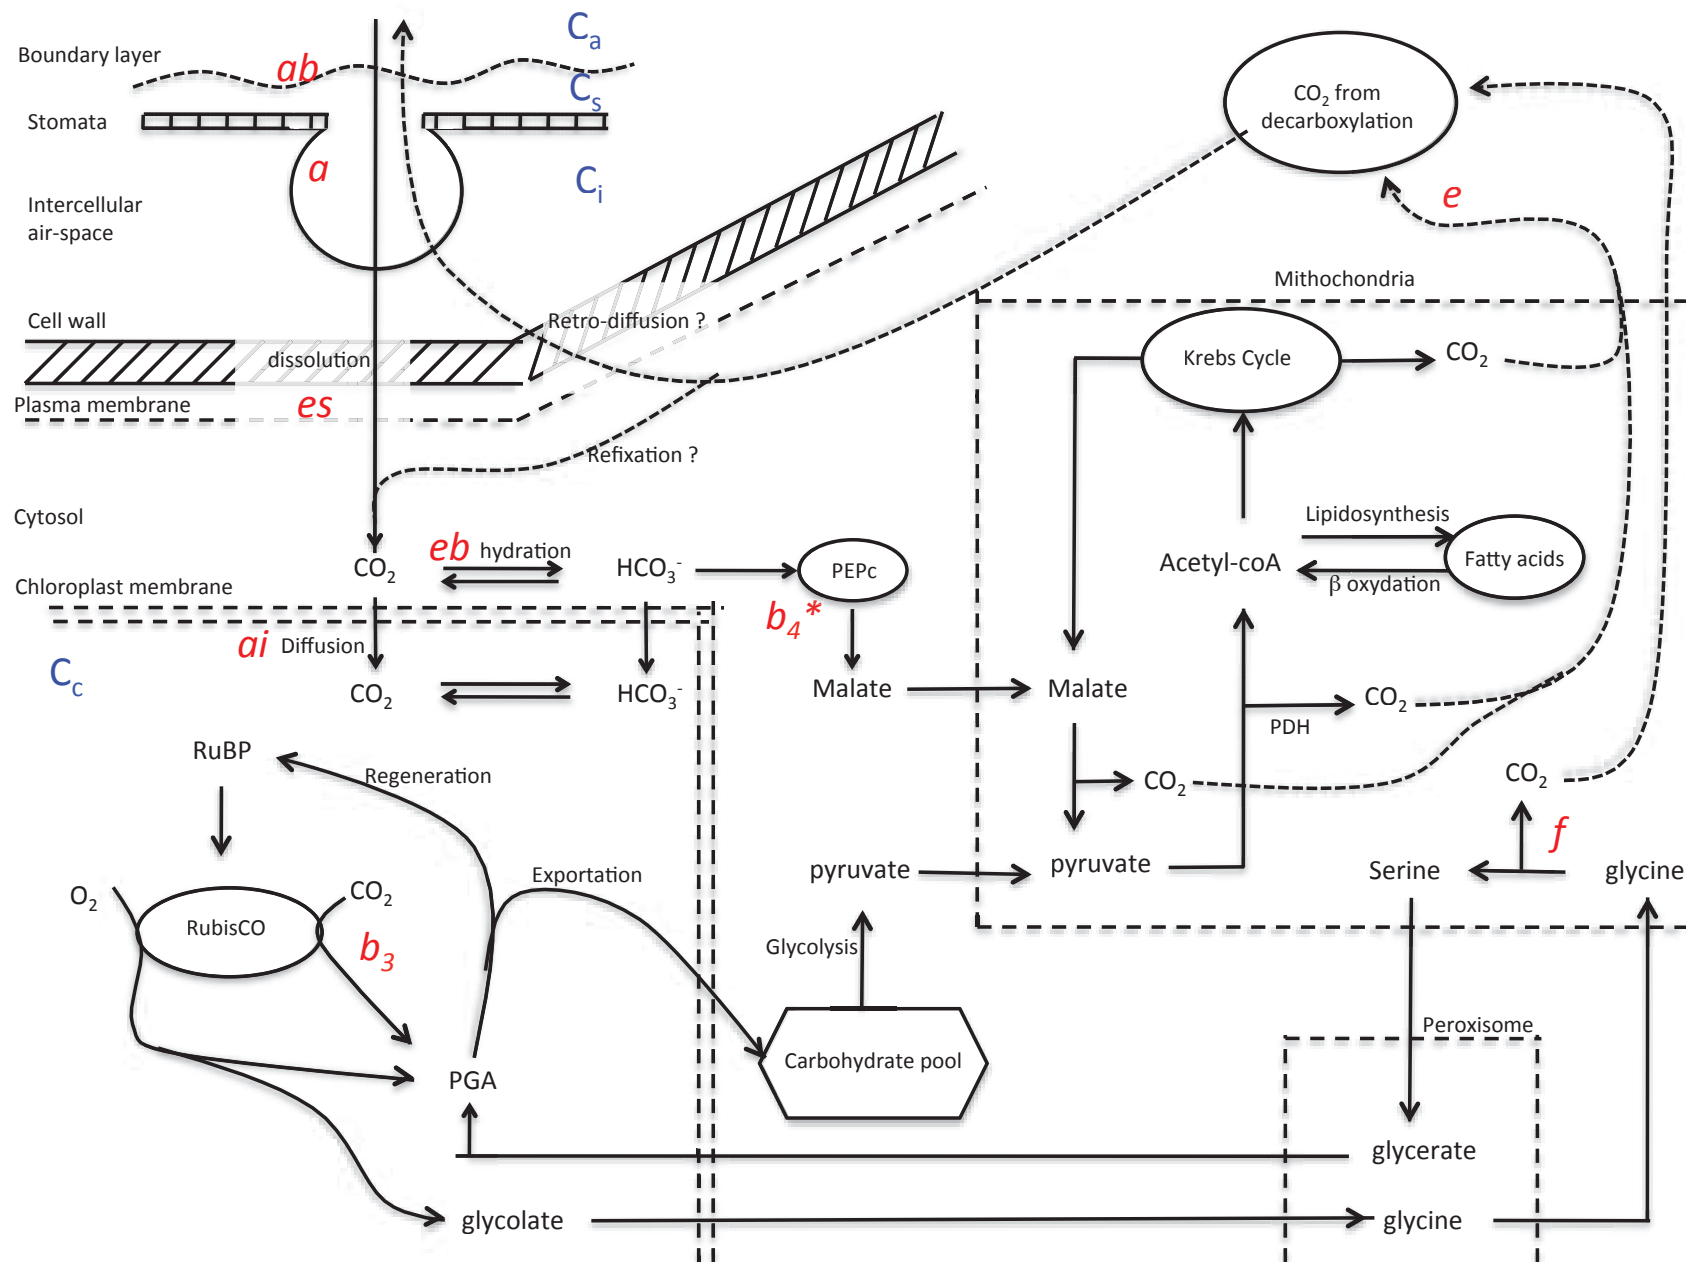 Boundary layer
ab
Cₐ
Cₛ
Stomata
a
Cᵢ
Intercellular
air-space
CO₂ from
decarboxylation
e
Mithochondria
Cell wall
Retro-diffusion ?
dissolution
Plasma membrane
es
Krebs Cycle
CO₂
Refixation ?
Cytosol
CO₂
eb
hydration
HCO₃⁻
PEPc
b₄*
Lipidosynthesis
Acetyl-coA
Fatty acids
β oxydation
Chloroplast membrane
ai
Diffusion
C꜀
CO₂
HCO₃⁻
Malate
Malate
CO₂
PDH
RuBP
Regeneration
CO₂
CO₂
f
pyruvate
pyruvate
Serine
glycine
Exportation
O₂
CO₂
RubisCO
b₃
Glycolysis
Peroxisome
Carbohydrate pool
PGA
glycerate
glycolate
glycine